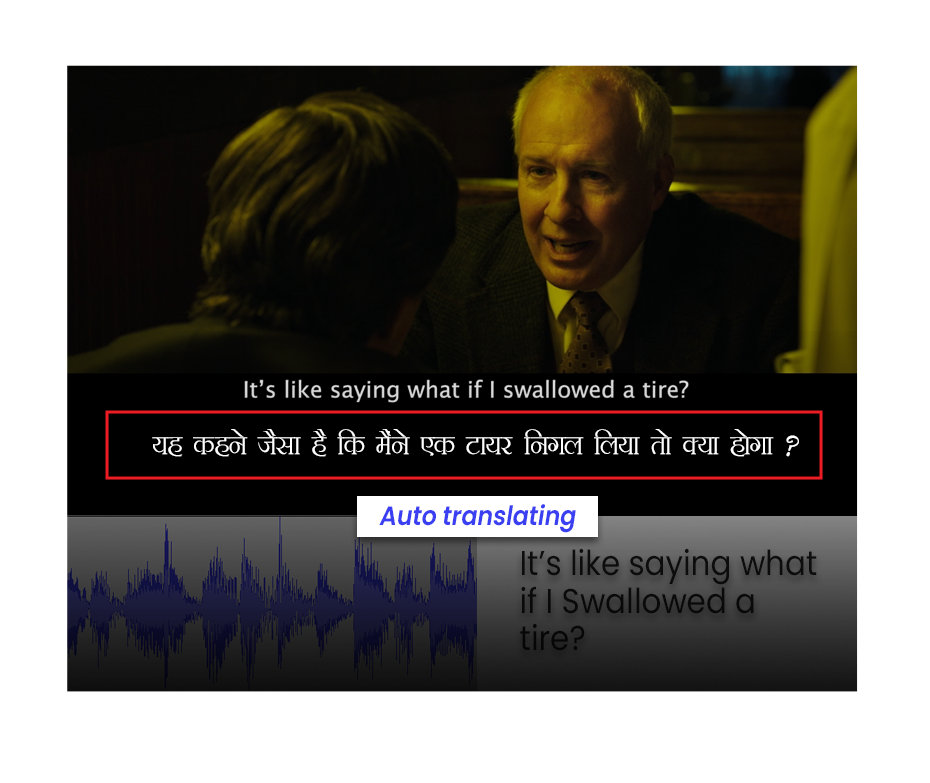 It’s like saying what if I swallowed a tire?
यह कहने जैसा है कि मैंने एक टायर निगल लिया तो क्या होगा ?
Auto translating
It’s like saying what
if I Swallowed a
tire?